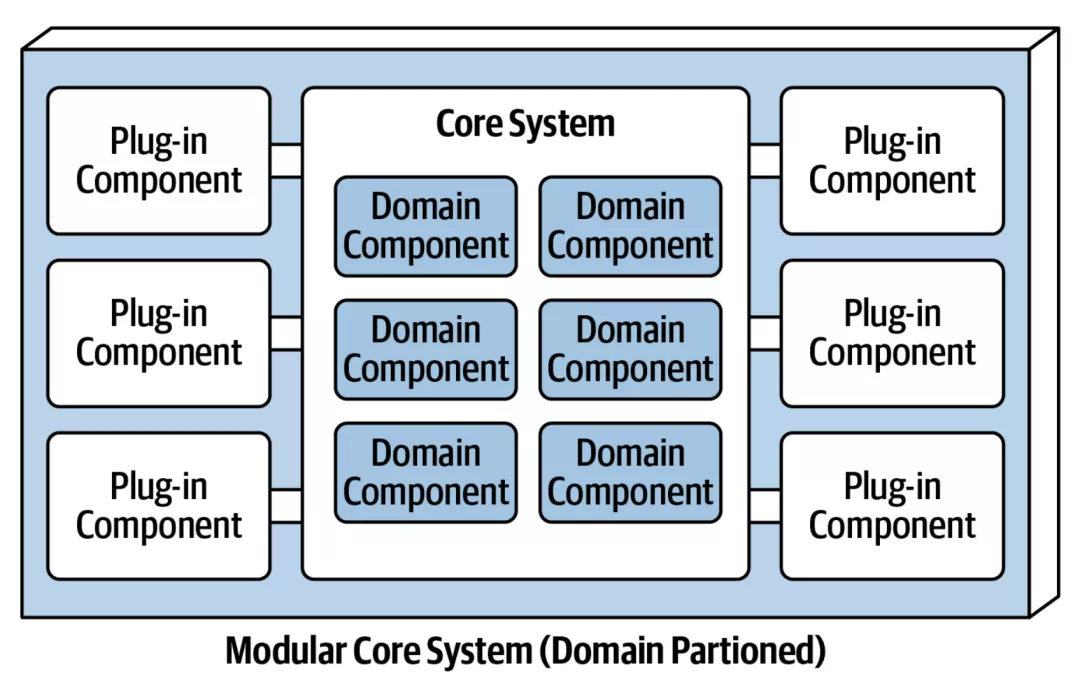 Core System
Plug-in
Component
Plug-in
Component
Plug-in
Component
Domain
Component
Domain
Component
Domain
Component
Domain
Component
Domain
Component
Domain
Component
Plug-in
Component
Plug-in
Component
Plug-in
Component
Modular Core System (Domain Partioned)